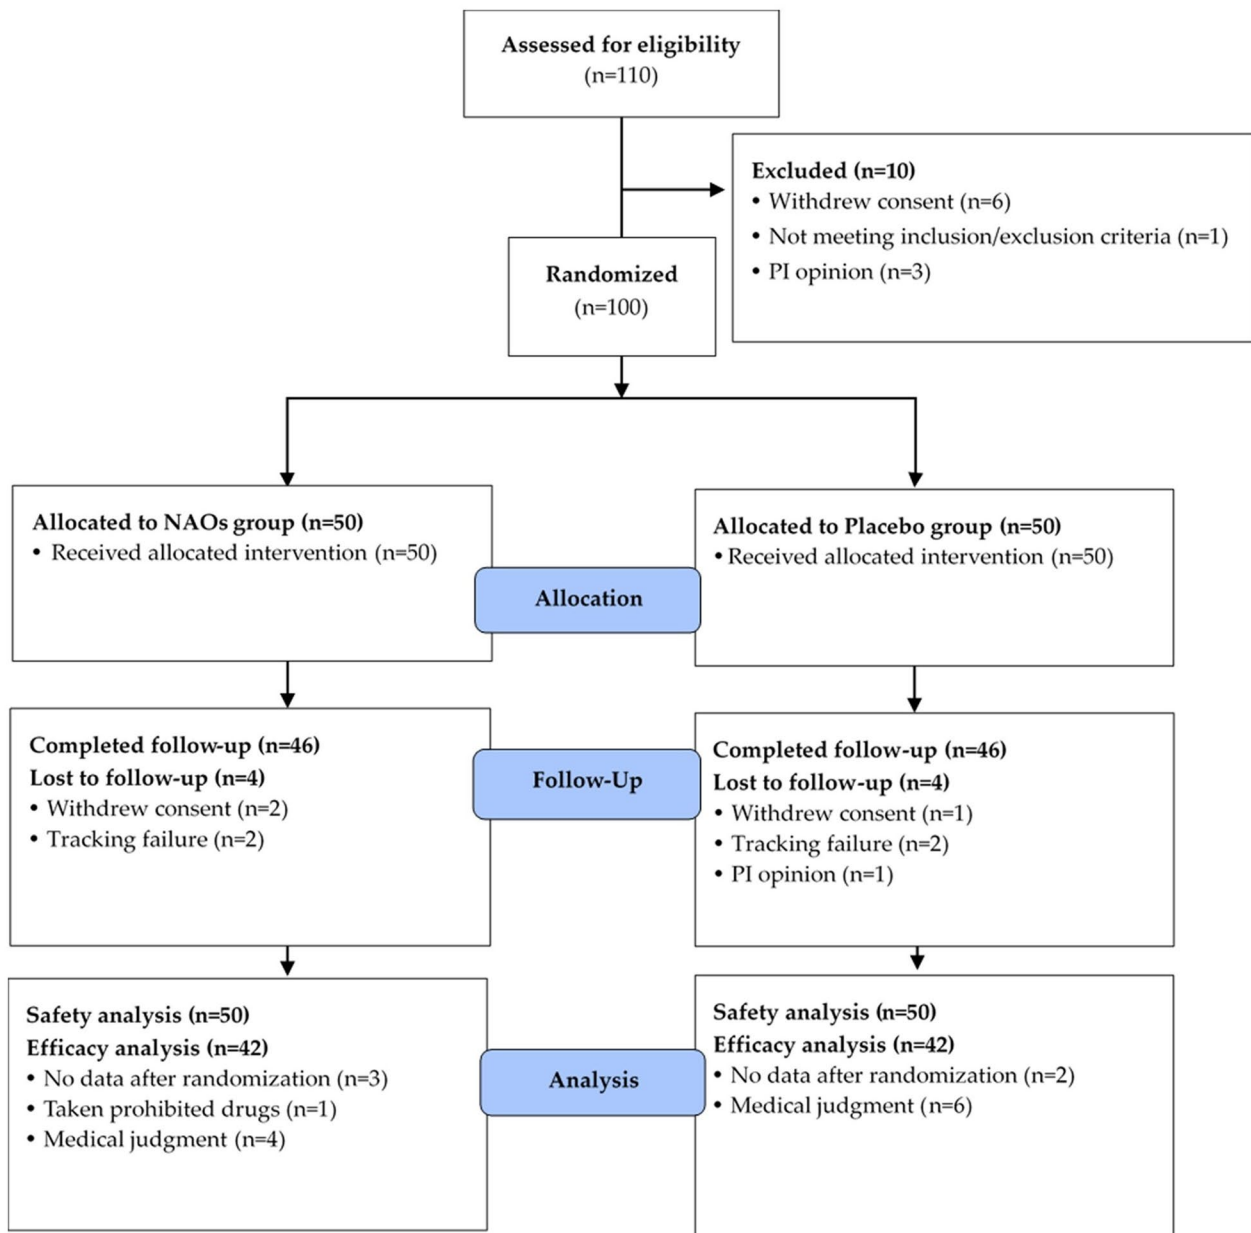 Assessed for eligibility
(n=110)
Excluded (n=10)
• Withdrew consent (n=6)
• Not meeting inclusion/exclusion criteria (n=1)
• PI opinion (n=3)
Randomized
(n=100)
Allocated to NAOs group (n=50)
• Received allocated intervention (n=50)
Allocated to Placebo group (n=50)
• Received allocated intervention (n=50)
Allocation
Completed follow-up (n=46)
Lost to follow-up (n=4)
• Withdrew consent (n=2)
• Tracking failure (n=2)
Follow-Up
Completed follow-up (n=46)
Lost to follow-up (n=4)
• Withdrew consent (n=1)
• Tracking failure (n=2)
• PI opinion (n=1)
Safety analysis (n=50)
Efficacy analysis (n=42)
• No data after randomization (n=3)
• Taken prohibited drugs (n=1)
• Medical judgment (n=4)
Analysis
Safety analysis (n=50)
Efficacy analysis (n=42)
• No data after randomization (n=2)
• Medical judgment (n=6)